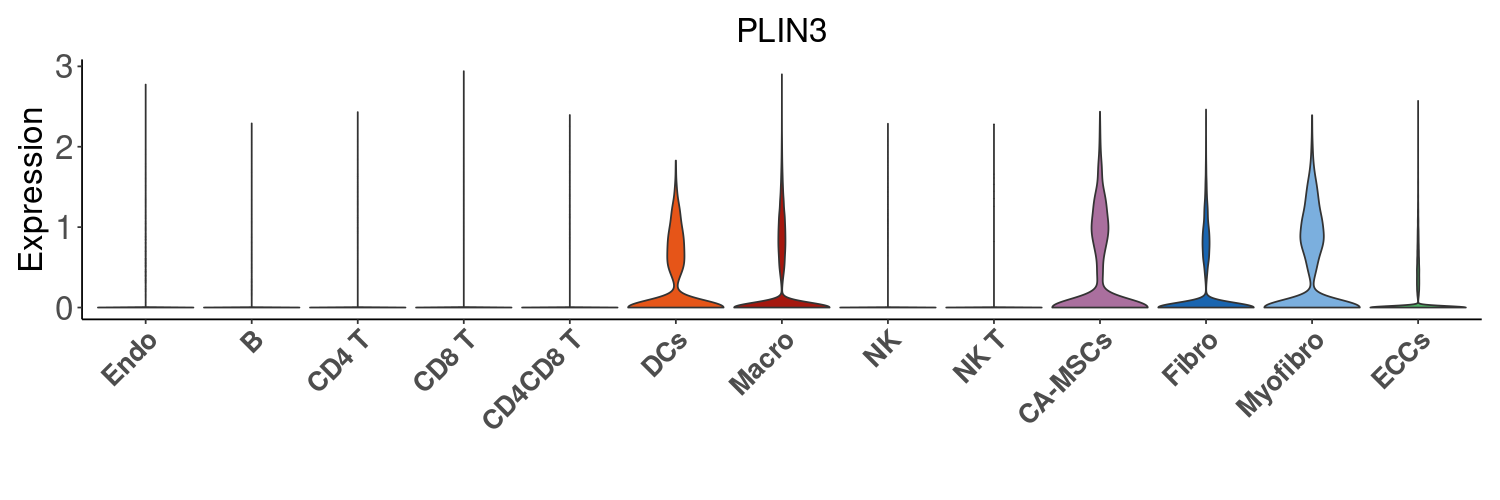 PLIN3
Expression
3
2
1
0
Endo
B
CD4 T
CD8 T
CD4CD8 T
DCs
Macro
NK
NK T
CA-MSCs
Fibro
Myofibro
ECCs